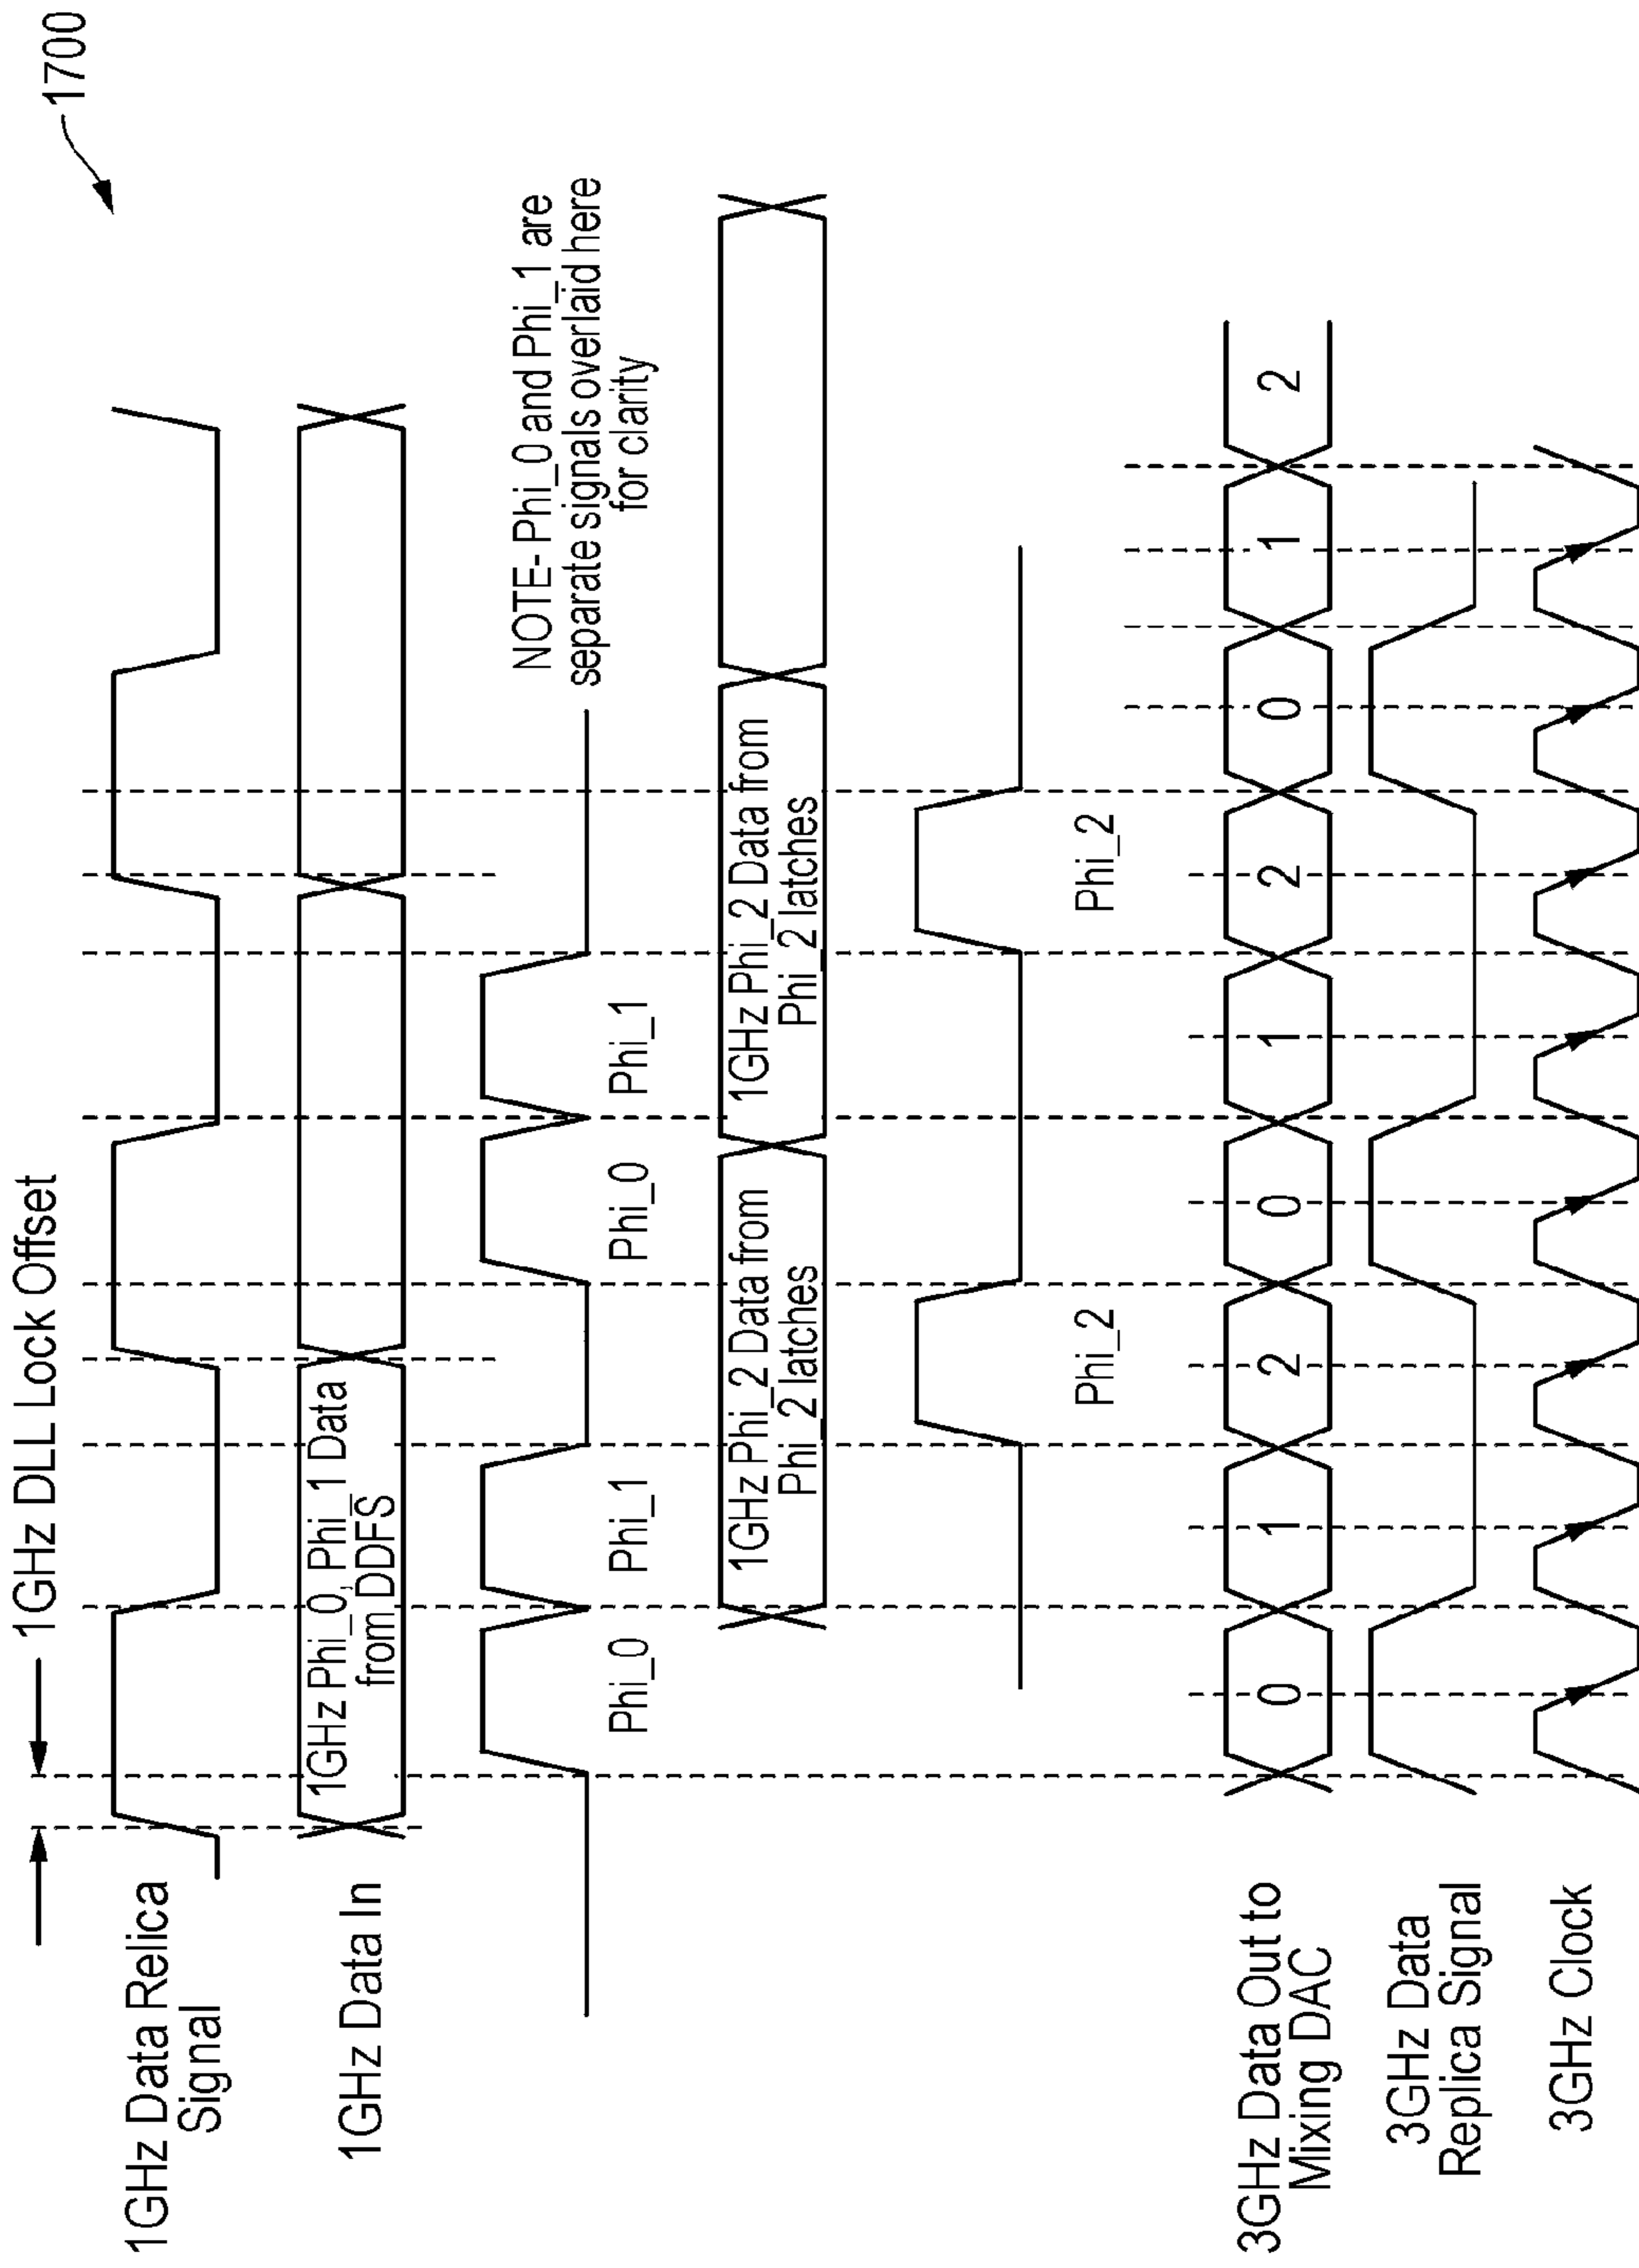 1700
1GHz DLL Lock Offset
1GHz Data Relica
Signal
1GHz Data In
1GHz Phi_0, Phi_1 Data
from DDFS
NOTE- Phi_0 and Phi_1 are
separate signals overlaid here
for clarity
Phi_0
Phi_1
Phi_0
Phi_1
1GHz Phi_2 Data from
Phi_2 latches
1GHz Phi_2 Data from
Phi_2 latches
Phi_2
Phi_2
3GHz Data Out to
Mixing DAC
0 1 2 0 1 2 0 1 2
3GHz Data
Replica Signal
3GHz Clock